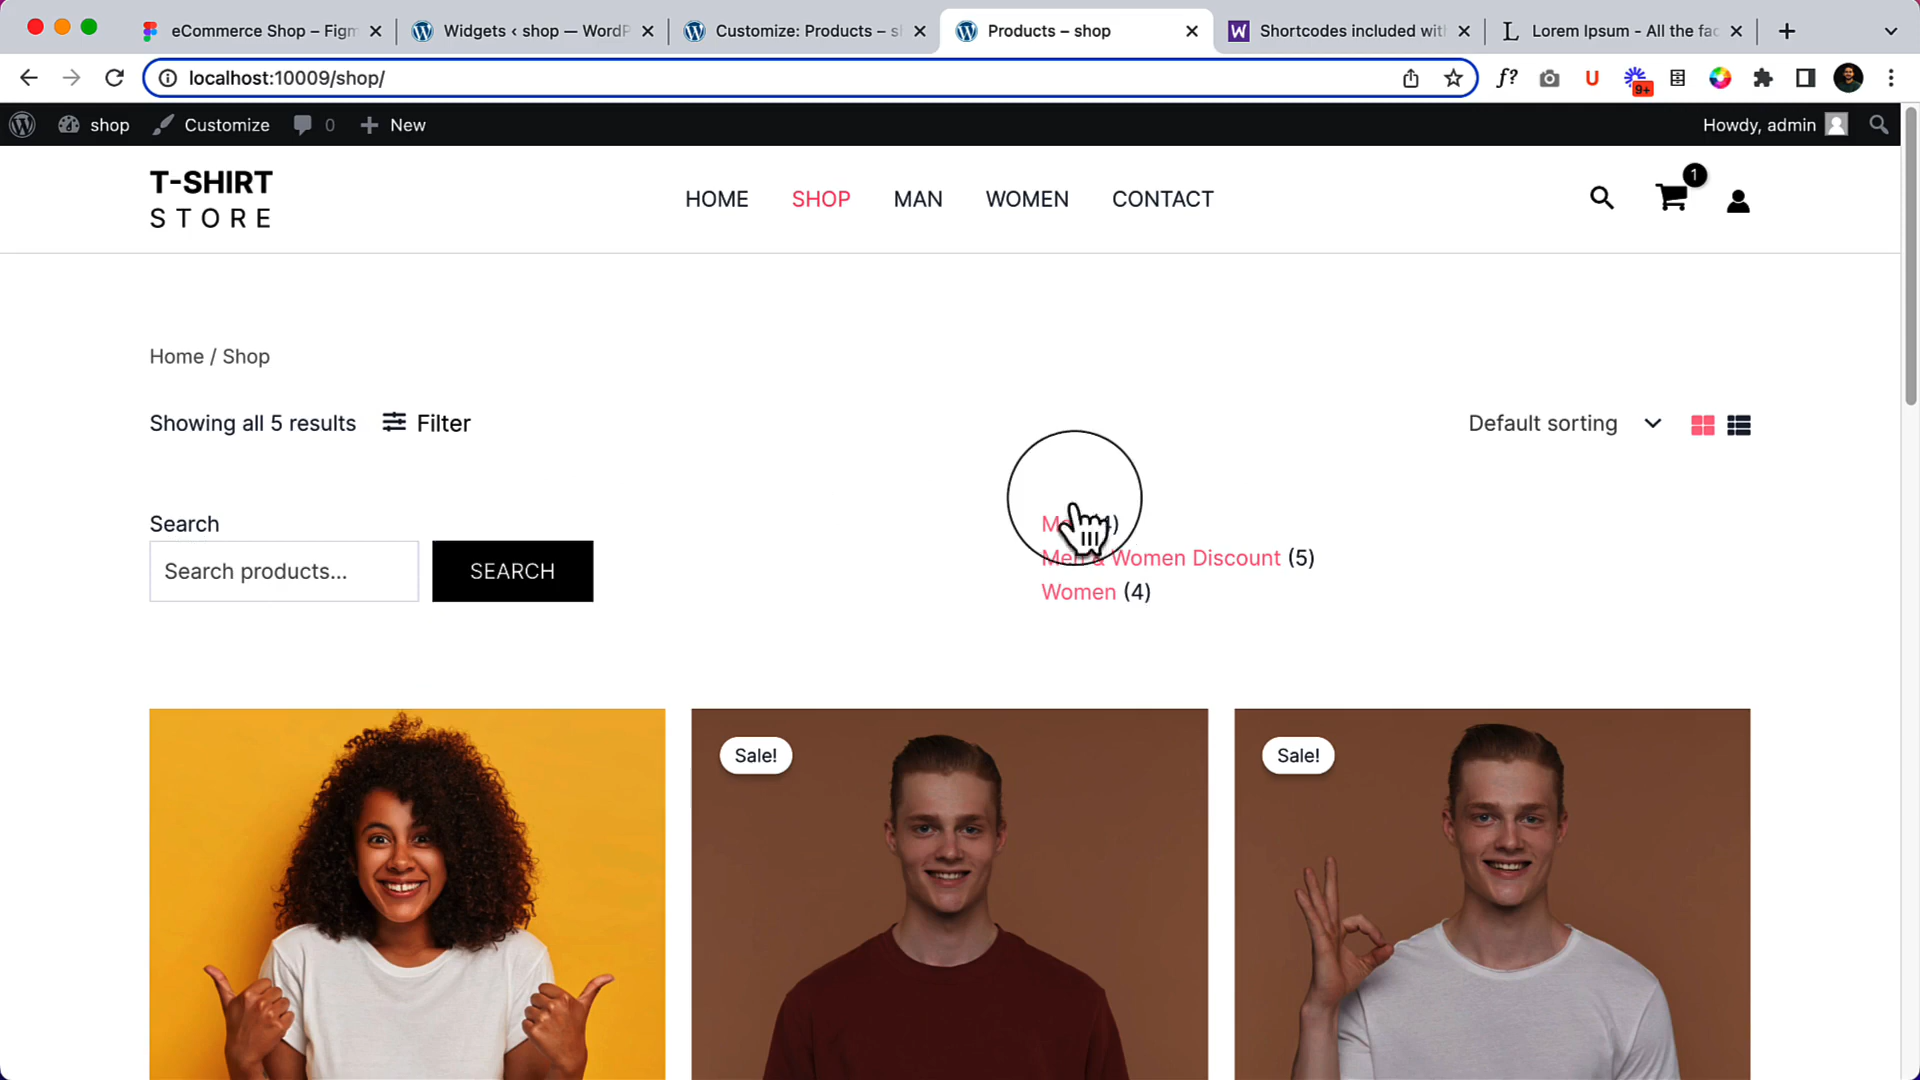 eCommerce Shop – Figm
Widgets ‹ shop — WordP
Customize: Products – sh
Products – shop
Shortcodes included wit
Lorem Ipsum - All the fac
localhost:10009/shop/
f?
U
9+
shop
Customize
0
New
Howdy, admin
T-SHIRT
STORE
HOME
SHOP
MAN
WOMEN
CONTACT
1
Home / Shop
Showing all 5 results
Filter
Default sorting
Search
Search products...
SEARCH
Men & Women Discount (5)
Women (4)
Sale!
Sale!